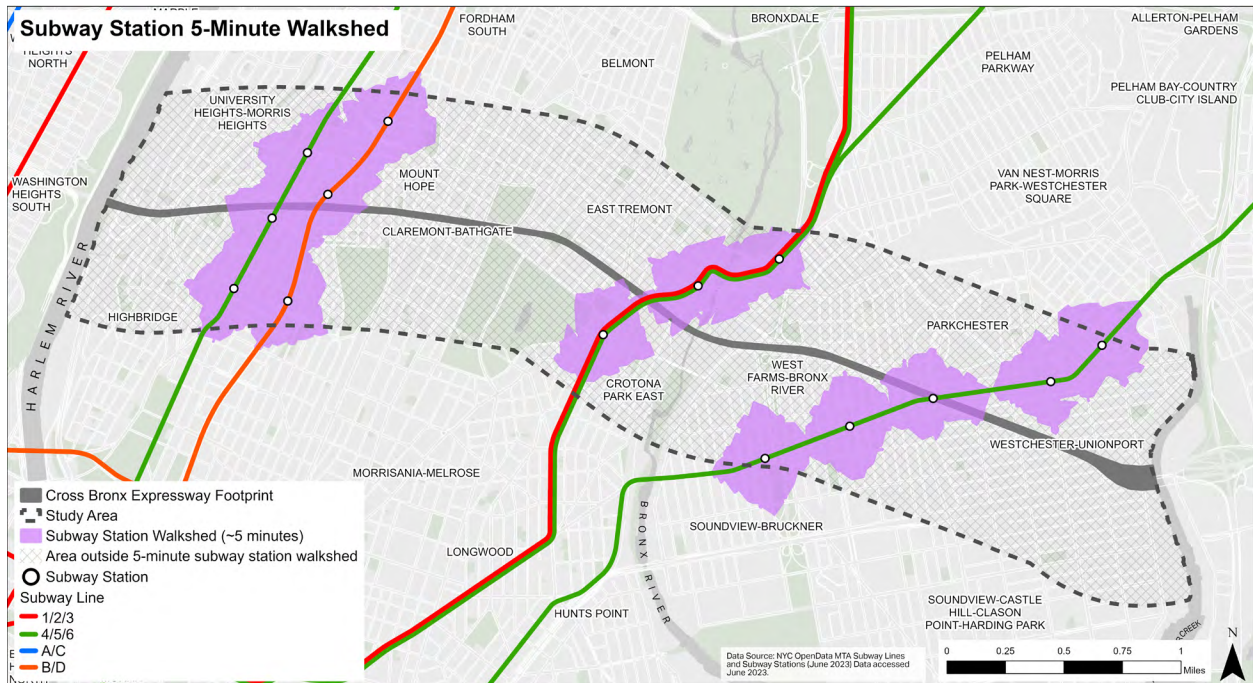 Subway Station 5-Minute Walkshed
HEIGHTS
NORTH
FORDHAM
SOUTH
BRONXDALE
ALLERTON-PELHAM
GARDENS
BELMONT
PELHAM
PARKWAY
PELHAM BAY-COUNTRY
CLUB-CITY ISLAND
UNIVERSITY
HEIGHTS-MORRIS
HEIGHTS
WASHINGTON
HEIGHTS
SOUTH
MOUNT
HOPE
VAN NEST-MORRIS
PARK-WESTCHESTER
SQUARE
EAST TREMONT
CLAREMONT-BATHGATE
HARLEM RIVER
HIGHBRIDGE
PARKCHESTER
WEST
FARMS-BRONX
RIVER
CROTONA
PARK EAST
WESTCHESTER-UNIONPORT
MORRISANIA-MELROSE
SOUNDVIEW-BRUCKNER
BRONX RIVER
LONGWOOD
HUNTS POINT
SOUNDVIEW-CASTLE
HILL-CLASON
POINT-HARDING PARK
CREEK
Cross Bronx Expressway Footprint
Study Area
Subway Station Walkshed (~5 minutes)
Area outside 5-minute subway station walkshed
Subway Station
Subway Line
1/2/3
4/5/6
A/C
B/D
Data Source: NYC OpenData MTA Subway Lines
and Subway Stations (June 2023) Data accessed
June 2023.
0 0.25 0.5 0.75 1
Miles
N